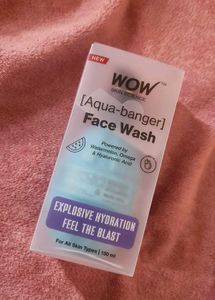 NEW
WOW™
SKIN SCIENCE
[Aqua-banger]
Face Wash
Powered by
Watermelon, Omega
& Hyaluronic Acid
EXPLOSIVE HYDRATION
FEEL THE BLAST
For All Skin Types | 150 ml